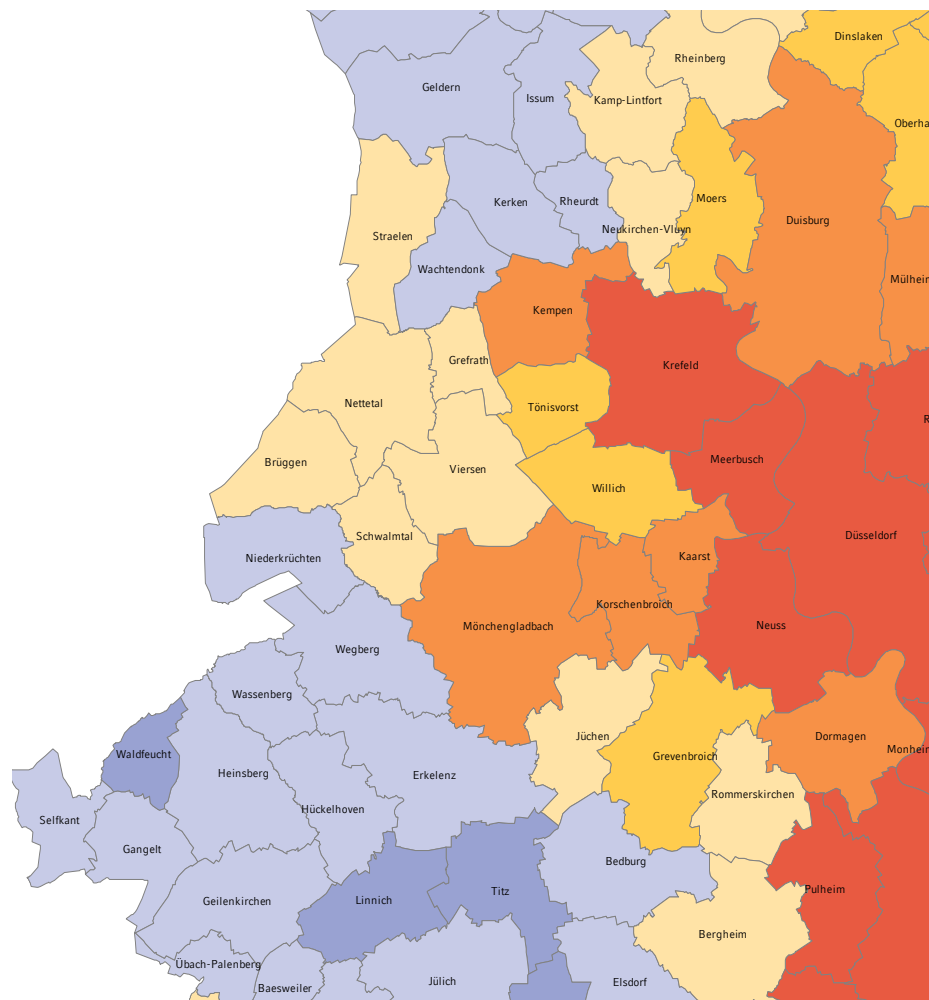 Dinslaken
Rheinberg
Geldern
Issum
Kamp-Lintfort
Oberha
Kerken
Rheurdt
Moers
Duisburg
Neukirchen-Vluyn
Straelen
Wachtendonk
Mülheim
Kempen
Grefrath
Krefeld
Nettetal
Tönisvorst
R
Brüggen
Viersen
Meerbusch
Willich
Schwalmtal
Düsseldorf
Niederkrüchten
Kaarst
Korschenbroich
Mönchengladbach
Neuss
Wegberg
Wassenberg
Jüchen
Dormagen
Waldfeucht
Grevenbroich
Monheim
Heinsberg
Erkelenz
Rommerskirchen
Hückelhoven
Selfkant
Gangelt
Bedburg
Titz
Pulheim
Geilenkirchen
Linnich
Bergheim
Übach-Palenberg
Jülich
Elsdorf
Baesweiler